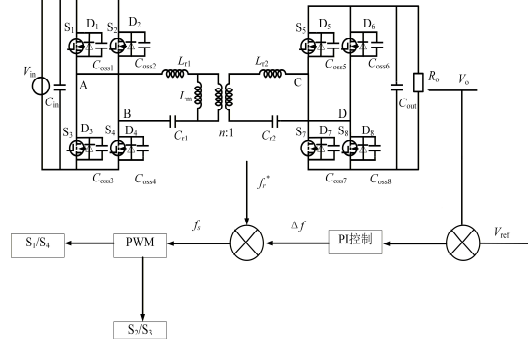 S1 D1 S2 D2
Coss1 Coss2
Lr1
Lr2
S5 D5 D6
S6
Coss5 Coss6
Vin
Cin
A
Lm
C
Cout
Ro
Vo
B
D
Cr1
n:1
Cr2
S3 D3 S4 D4
S7 D7 S8 D8
Coss3 Coss4
Coss7 Coss8
fr*
fs
Δf
Vref
S1/S4
PWM
PI控制
S2/S3